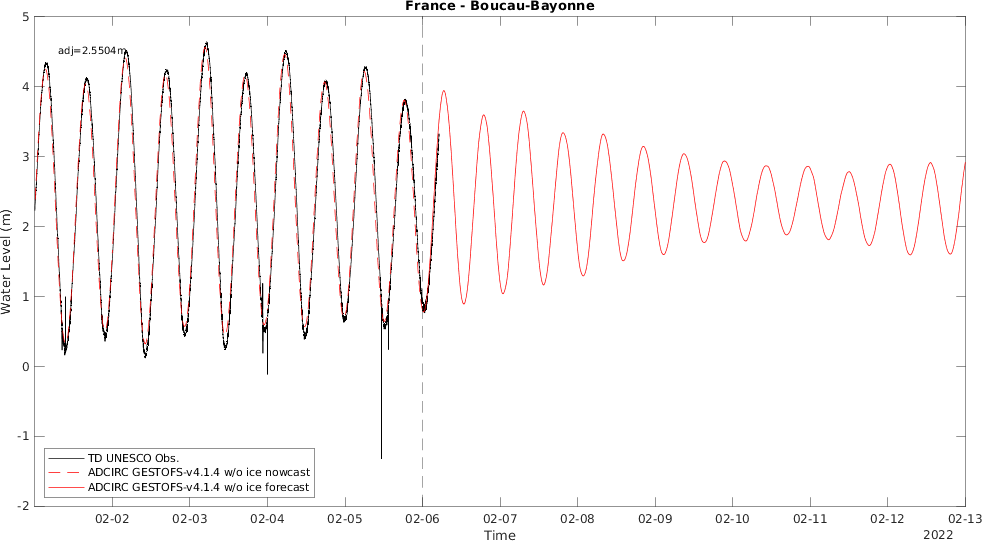 France - Boucau-Bayonne
adj=2.5504m
Water Level (m)
5
4
3
2
1
0
-1
-2
TD UNESCO Obs.
ADCIRC GESTOFS-v4.1.4 w/o ice nowcast
ADCIRC GESTOFS-v4.1.4 w/o ice forecast
02-02 02-03 02-04 02-05 02-06 02-07 02-08 02-09 02-10 02-11 02-12 02-13
Time
2022